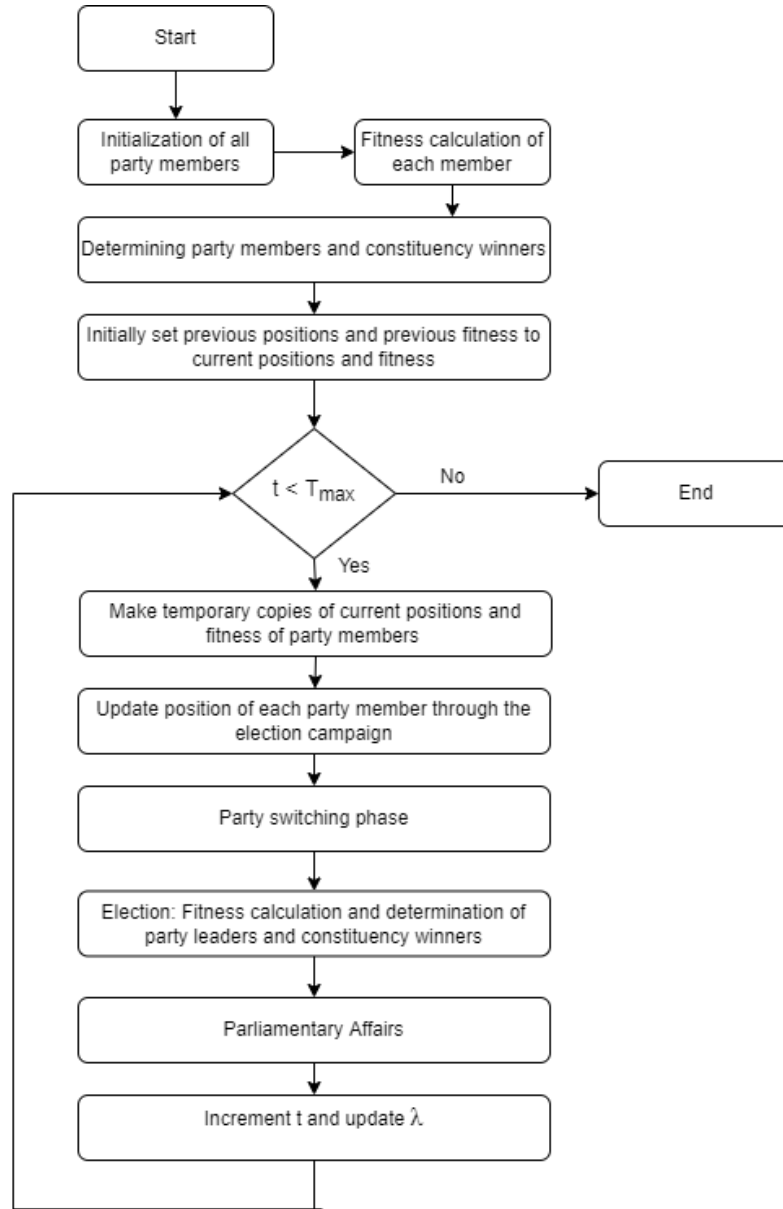 Start
Initialization of all
party members
Fitness calculation of
each member
Determining party members and constituency winners
Initially set previous positions and previous fitness to
current positions and fitness
t < Tmax
No
End
Yes
Make temporary copies of current positions and
fitness of party members
Update position of each party member through the
election campaign
Party switching phase
Election: Fitness calculation and determination of
party leaders and constituency winners
Parliamentary Affairs
Increment t and update λ